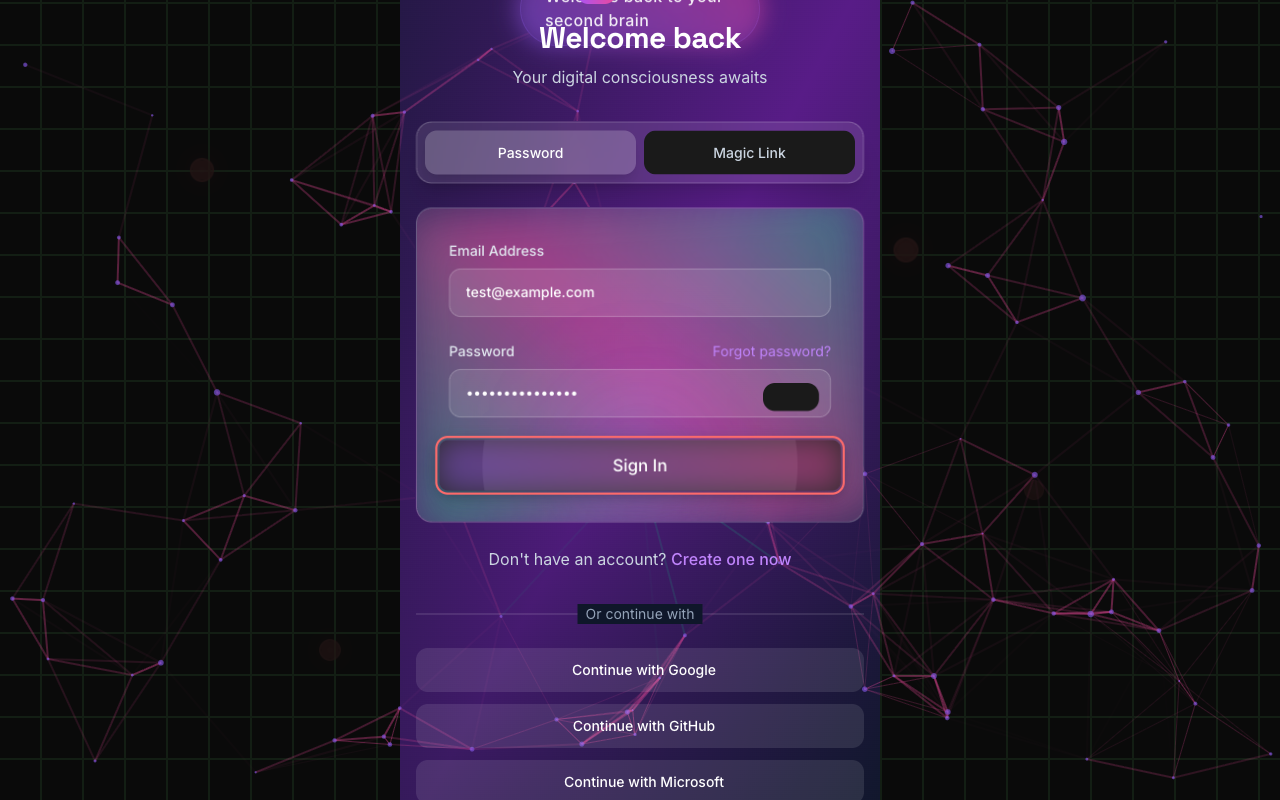 Welcome back to your
second brain
Welcome back
Your digital consciousness awaits
Password
Magic Link
Email Address
test@example.com
Password
Forgot password?
•••••••••••••••
Sign In
Don't have an account? Create one now
Or continue with
Continue with Google
Continue with GitHub
Continue with Microsoft